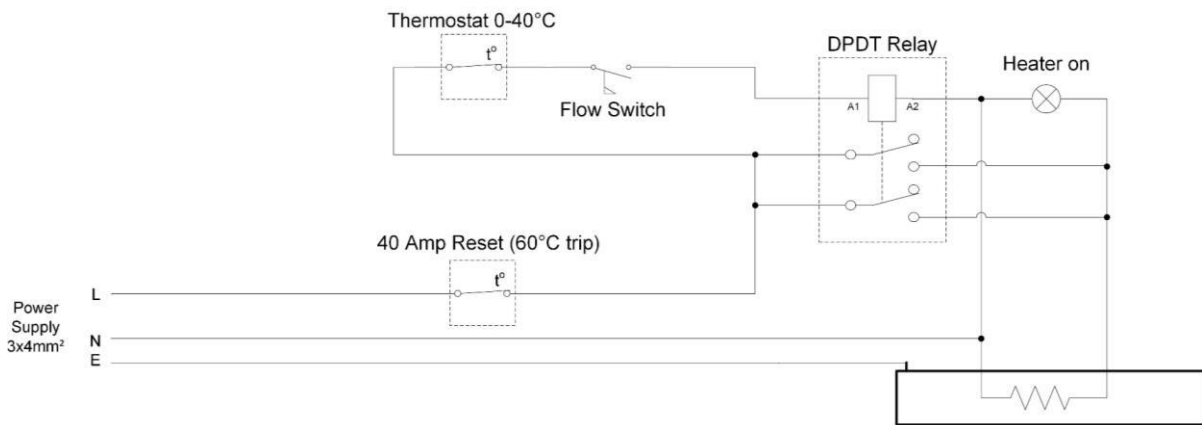 Thermostat 0-40°C
t°
Flow Switch
DPDT Relay
A1
A2
Heater on
40 Amp Reset (60°C trip)
t°
Power
Supply
3x4mm²
L
N
E